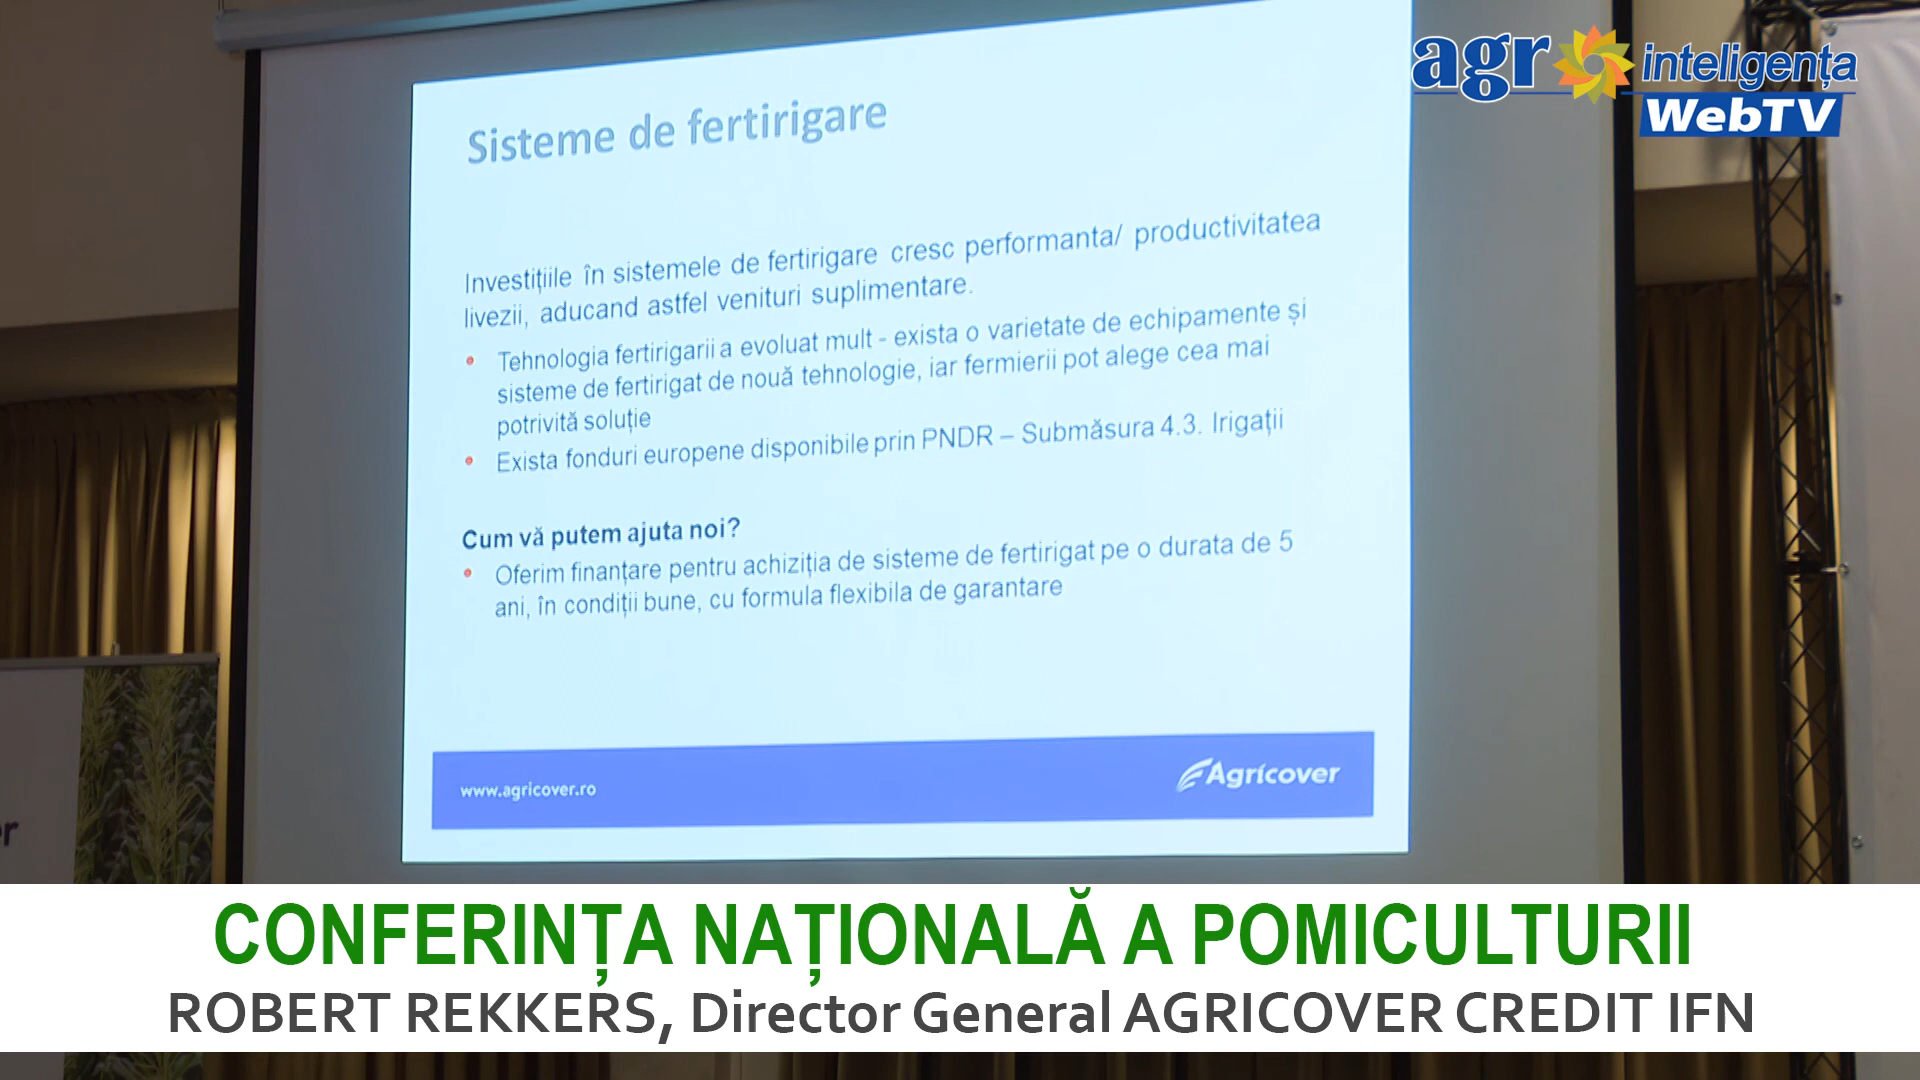 agr inteligența
WebTV
Sisteme de fertirigare
Investițiile în sistemele de fertirigare cresc performanta/ productivitatea
livezii, aducand astfel venituri suplimentare.
• Tehnologia fertirigarii a evoluat mult - exista o varietate de echipamente și
sisteme de fertirigat de nouă tehnologie, iar fermierii pot alege cea mai
potrivită soluție
• Exista fonduri europene disponibile prin PNDR – Submăsura 4.3. Irigații
Cum vă putem ajuta noi?
• Oferim finanțare pentru achiziția de sisteme de fertirigat pe o durata de 5
ani, în condiții bune, cu formula flexibila de garantare
www.agricover.ro
Agricover
CONFERINȚA NAȚIONALĂ A POMICULTURII
ROBERT REKKERS, Director General AGRICOVER CREDIT IFN